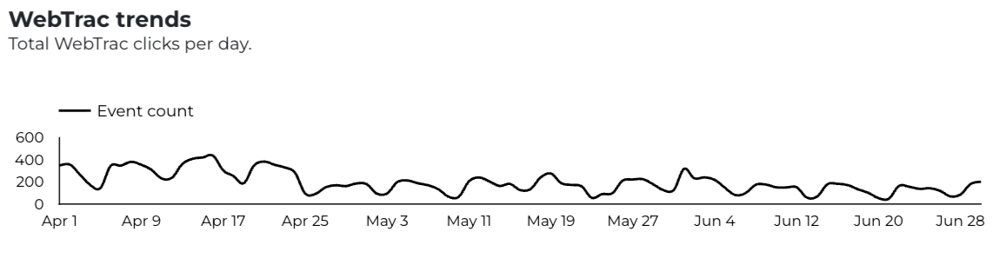 WebTrac trends
Total WebTrac clicks per day.
Event count
600
400
200
0
Apr 1 Apr 9 Apr 17 Apr 25 May 3 May 11 May 19 May 27 Jun 4 Jun 12 Jun 20 Jun 28